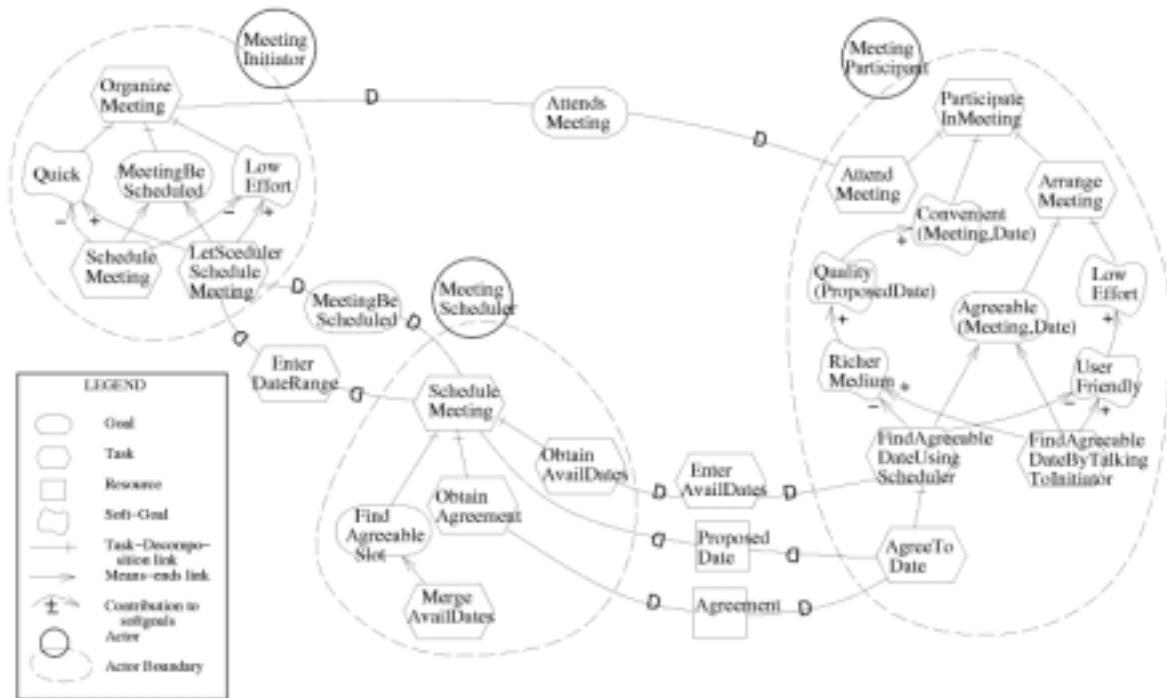 Meeting
Initiator
Organize
Meeting
Quick
MeetingBe
Scheduled
Low
Effort
−
+
−
+
Schedule
Meeting
LetSceduler
Schedule
Meeting
D
Attends
Meeting
D
Meeting
Participant
Participate
InMeeting
Attend
Meeting
Arrange
Meeting
Convenient
(Meeting,Date)
+
Quality
(ProposedDate)
+
Agreeable
(Meeting,Date)
Low
Effort
+
Richer
Medium
+
−
User
Friendly
−
+
FindAgreeable
DateUsing
Scheduler
FindAgreeable
DateByTalking
ToInitiator
AgreeTo
Date
D
MeetingBe
Scheduled
D
D
Enter
DateRange
D
Meeting
Scheduler
Schedule
Meeting
Obtain
AvailDates
Obtain
Agreement
Find
Agreeable
Slot
Merge
AvailDates
D
Enter
AvailDates
D
D
Proposed
Date
D
D
Agreement
D
LEGEND
Goal
Task
Resource
Soft-Goal
Task-Decompo-
sition link
Means-ends link
±
Contribution to
softgoals
Actor
Actor Boundary